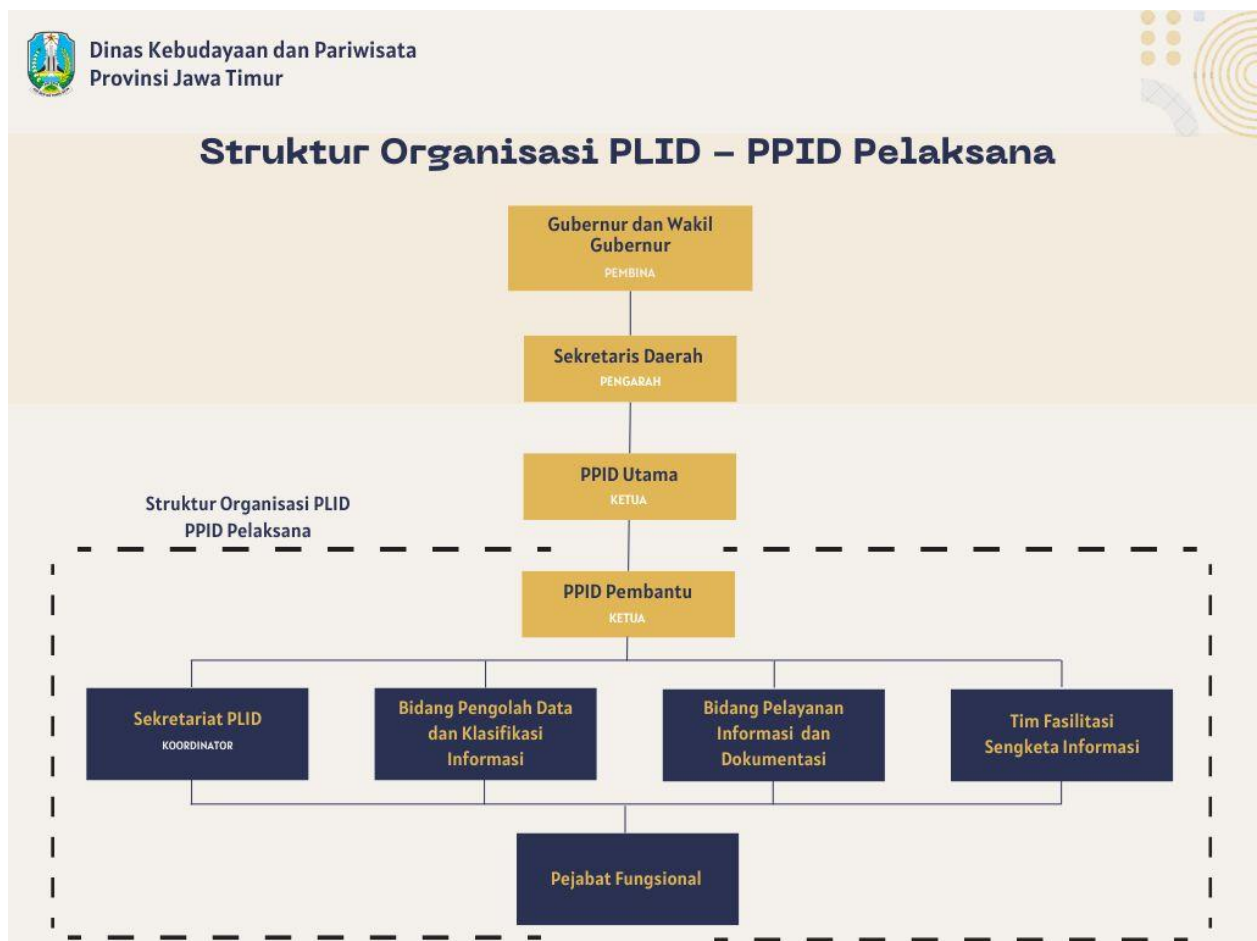 Dinas Kebudayaan dan Pariwisata
Provinsi Jawa Timur
Struktur Organisasi PLID – PPID Pelaksana
Gubernur dan Wakil
Gubernur
PEMBINA
Sekretaris Daerah
PENGARAH
PPID Utama
KETUA
Struktur Organisasi PLID
PPID Pelaksana
PPID Pembantu
KETUA
Sekretariat PLID
KOORDINATOR
Bidang Pengolah Data
dan Klasifikasi
Informasi
Bidang Pelayanan
Informasi dan
Dokumentasi
Tim Fasilitasi
Sengketa Informasi
Pejabat Fungsional